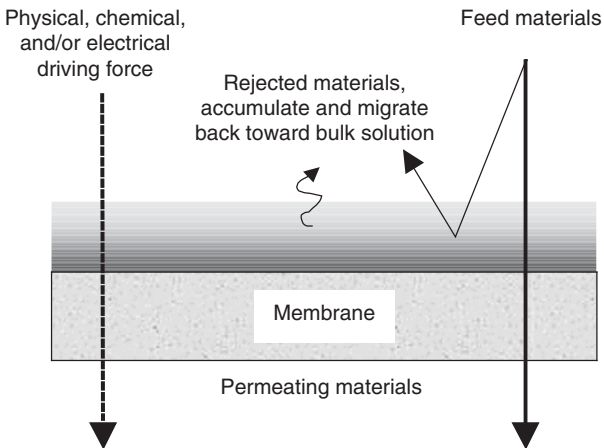 Physical, chemical,
and/or electrical
driving force
Feed materials
Rejected materials,
accumulate and migrate
back toward bulk solution
Membrane
Permeating materials